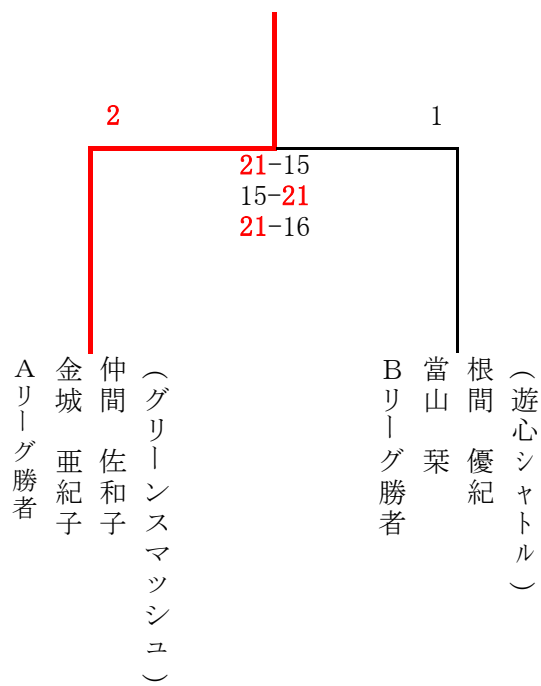 2
1
21-15
15-21
21-16
Aリーグ勝者
金城 亜紀子
仲間 佐和子
(グリーンスマッシュ)
Bリーグ勝者
當山 栞
根間 優紀
(遊心シャトル)